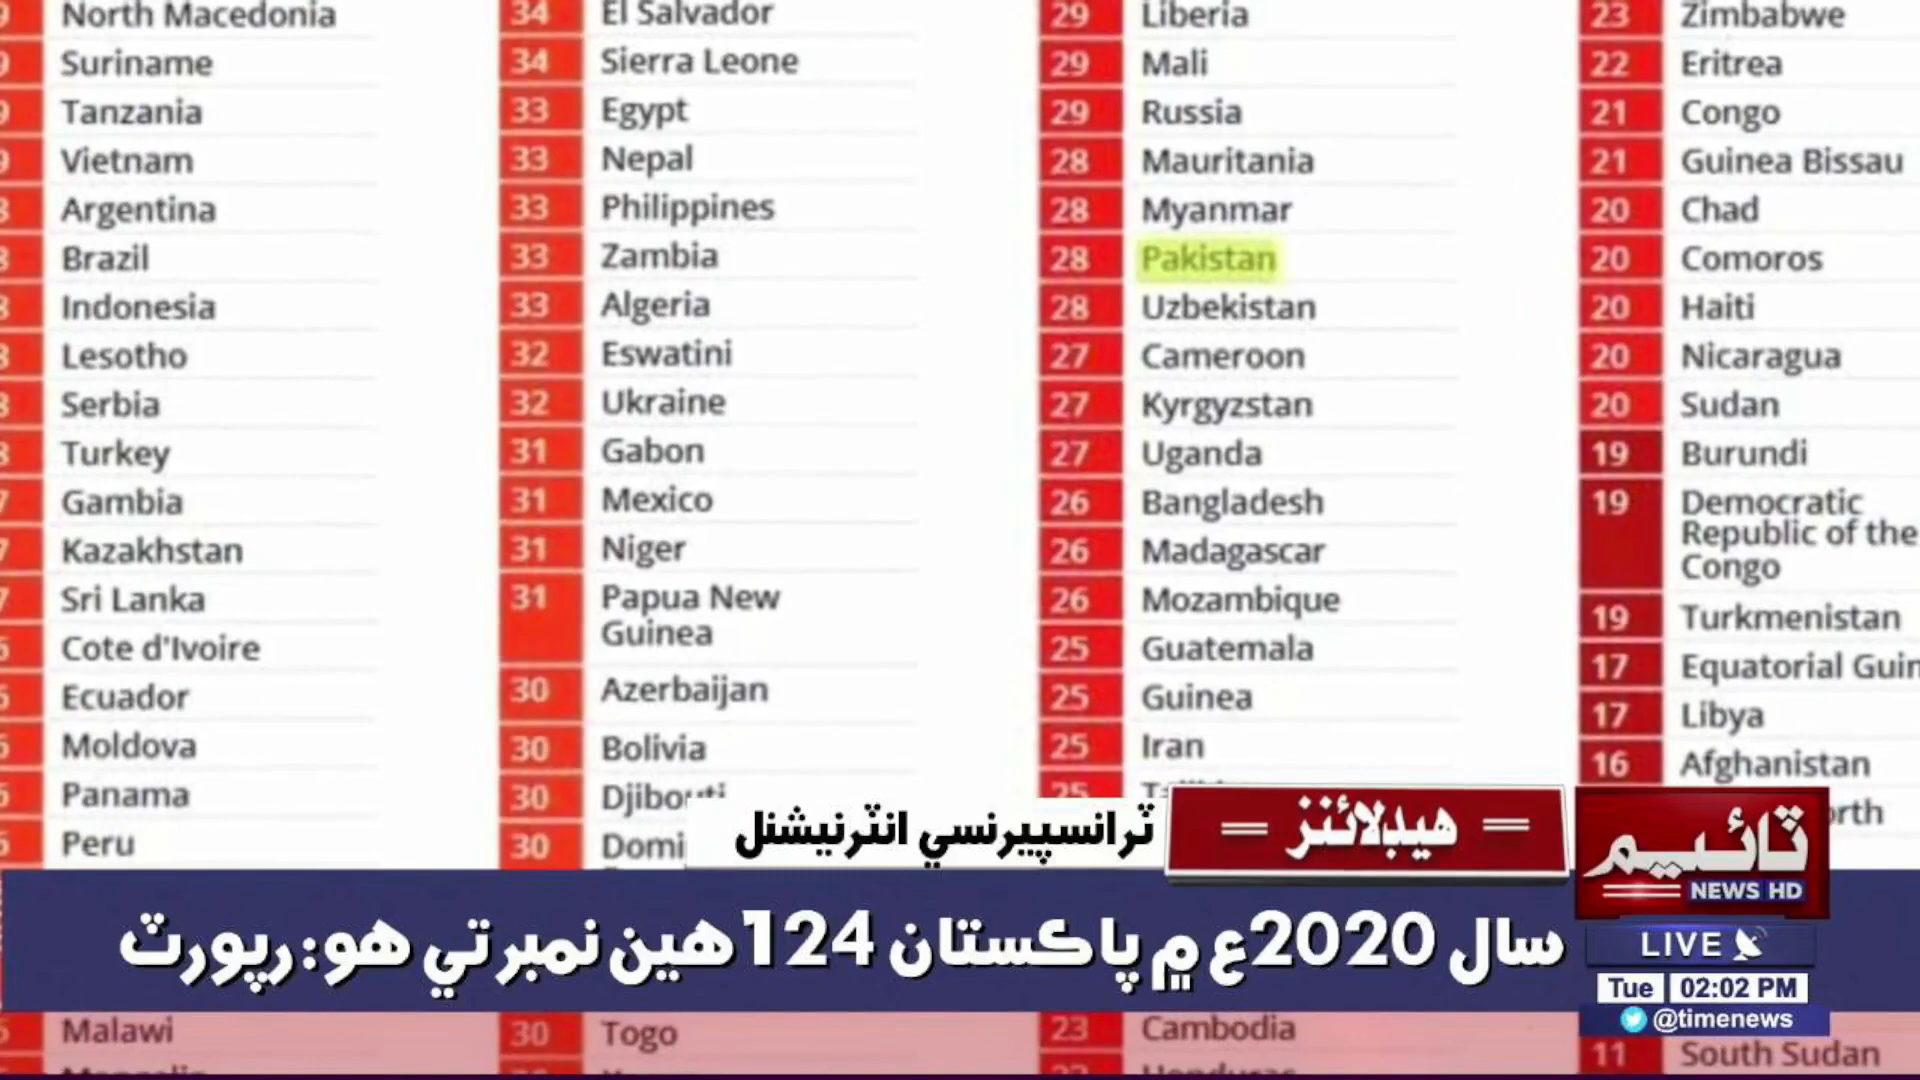 North Macedonia
Suriname
Tanzania
Vietnam
Argentina
Brazil
Indonesia
Lesotho
Serbia
Turkey
Gambia
Kazakhstan
Sri Lanka
Cote d'Ivoire
Ecuador
Moldova
Panama
Peru
Malawi
34 El Salvador
34 Sierra Leone
33 Egypt
33 Nepal
33 Philippines
33 Zambia
33 Algeria
32 Eswatini
32 Ukraine
31 Gabon
31 Mexico
31 Niger
31 Papua New
Guinea
30 Azerbaijan
30 Bolivia
30 Djibouti
30
30 Togo
29 Liberia
29 Mali
29 Russia
28 Mauritania
28 Myanmar
28 Pakistan
28 Uzbekistan
27 Cameroon
27 Kyrgyzstan
27 Uganda
26 Bangladesh
26 Madagascar
26 Mozambique
25 Guatemala
25 Guinea
25 Iran
25
23 Cambodia
23 Zimbabwe
22 Eritrea
21 Congo
21 Guinea Bissau
20 Chad
20 Comoros
20 Haiti
20 Nicaragua
20 Sudan
19 Burundi
19 Democratic
Republic of the
Congo
19 Turkmenistan
17 Equatorial
17 Libya
16 Afghanistan
11 South Sudan
هيڊلائنز
ٽرانسپيرنسي انٽرنيشنل
سال 2020ع ۾ پاڪستان 124هين نمبر تي هو: رپورٽ
ٽائيم
NEWS HD
LIVE
Tue 02:02 PM
@timenews